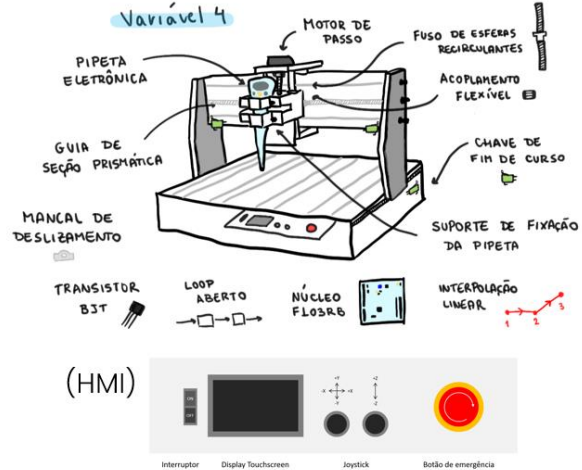 Variável 4
MOTOR DE
PASSO
FUSO DE ESFERAS
RECIRCULANTES
PIPETA
ELETRÔNICA
ACOPLAMENTO
FLEXÍVEL
GUIA DE
SEÇÃO PRISMÁTICA
CHAVE DE
FIM DE CURSO
MANCAL DE
DESLIZAMENTO
SUPORTE DE FIXAÇÃO
DA PIPETA
TRANSISTOR
BJT
LOOP
ABERTO
NÚCLEO
F103RB
INTERPOLAÇÃO
LINEAR
1
2
3
(HMI)
ON
OFF
+Y
-X
+X
-Y
+Z
-Z
Interruptor
Display Touchscreen
Joystick
Botão de emergência